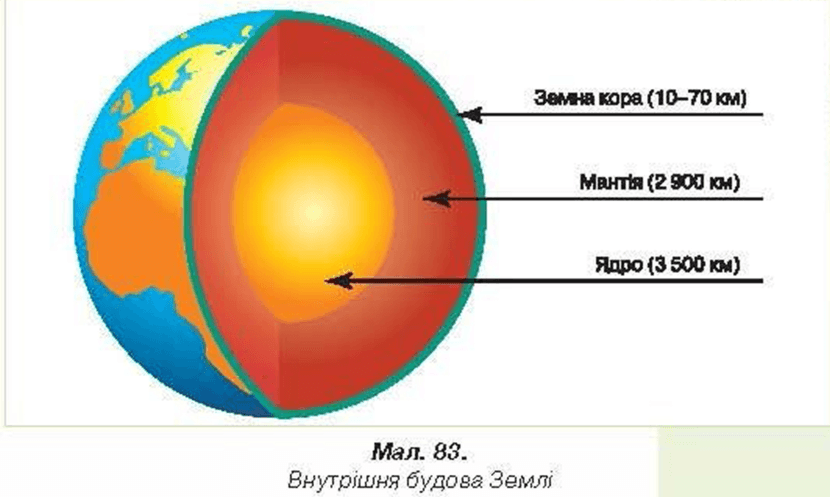 Земна кора (10–70 км)
Мантія (2 900 км)
Ядро (3 500 км)
Мал. 83.
Внутрішня будова Землі